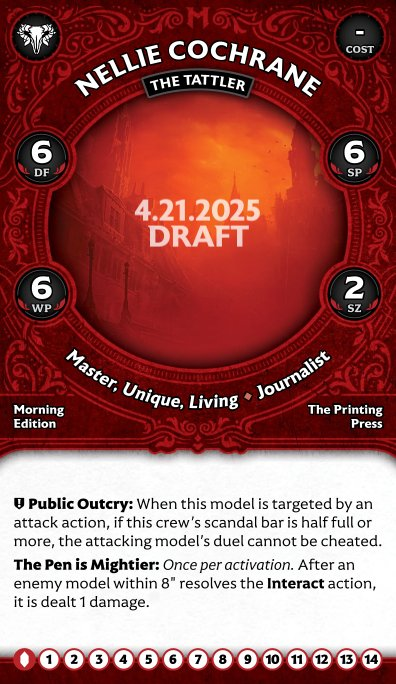 -
COST
NELLIE COCHRANE
THE TATTLER
6
DF
6
SP
4.21.2025
DRAFT
6
WP
2
SZ
Master, Unique, Living • Journalist
Morning
Edition
The Printing
Press
Public Outcry: When this model is targeted by an
attack action, if this crew's scandal bar is half full or
more, the attacking model's duel cannot be cheated.
The Pen is Mightier: Once per activation. After an
enemy model within 8" resolves the Interact action,
it is dealt 1 damage.
1 2 3 4 5 6 7 8 9 10 11 12 13 14